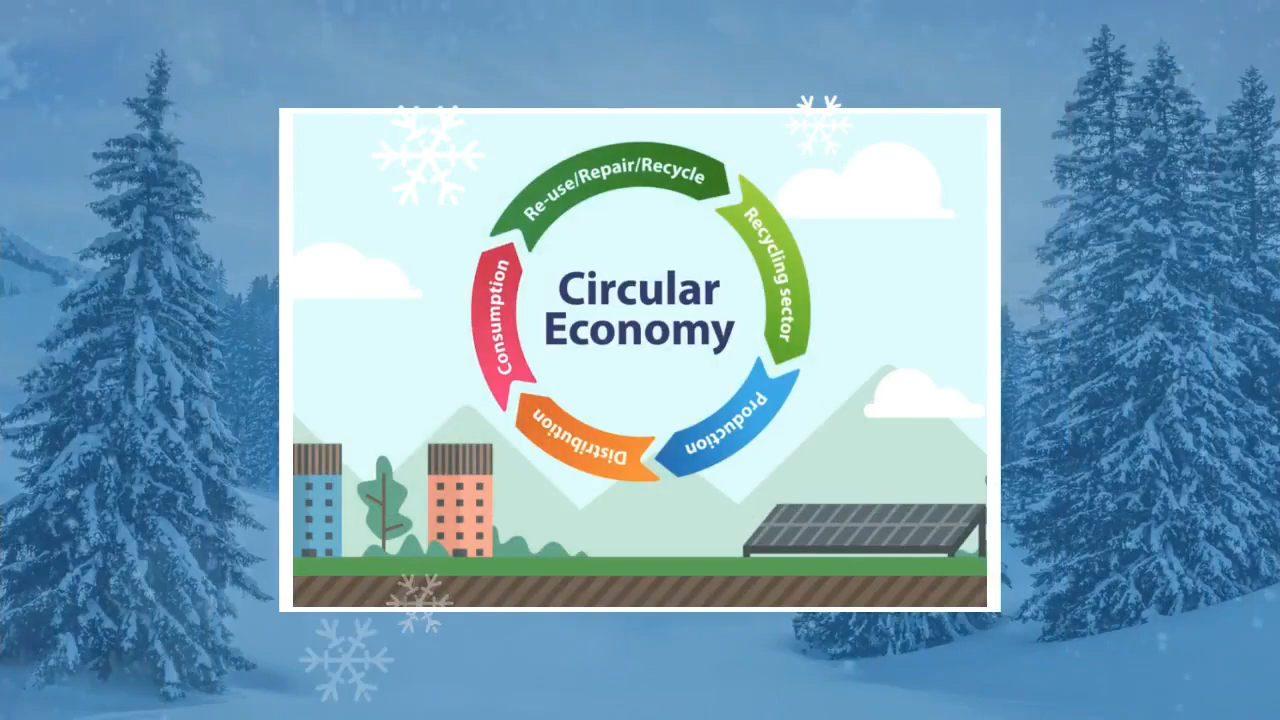 Re-use/Repair/Recycle
Recycling sector
Production
Distribution
Consumption
Circular
Economy